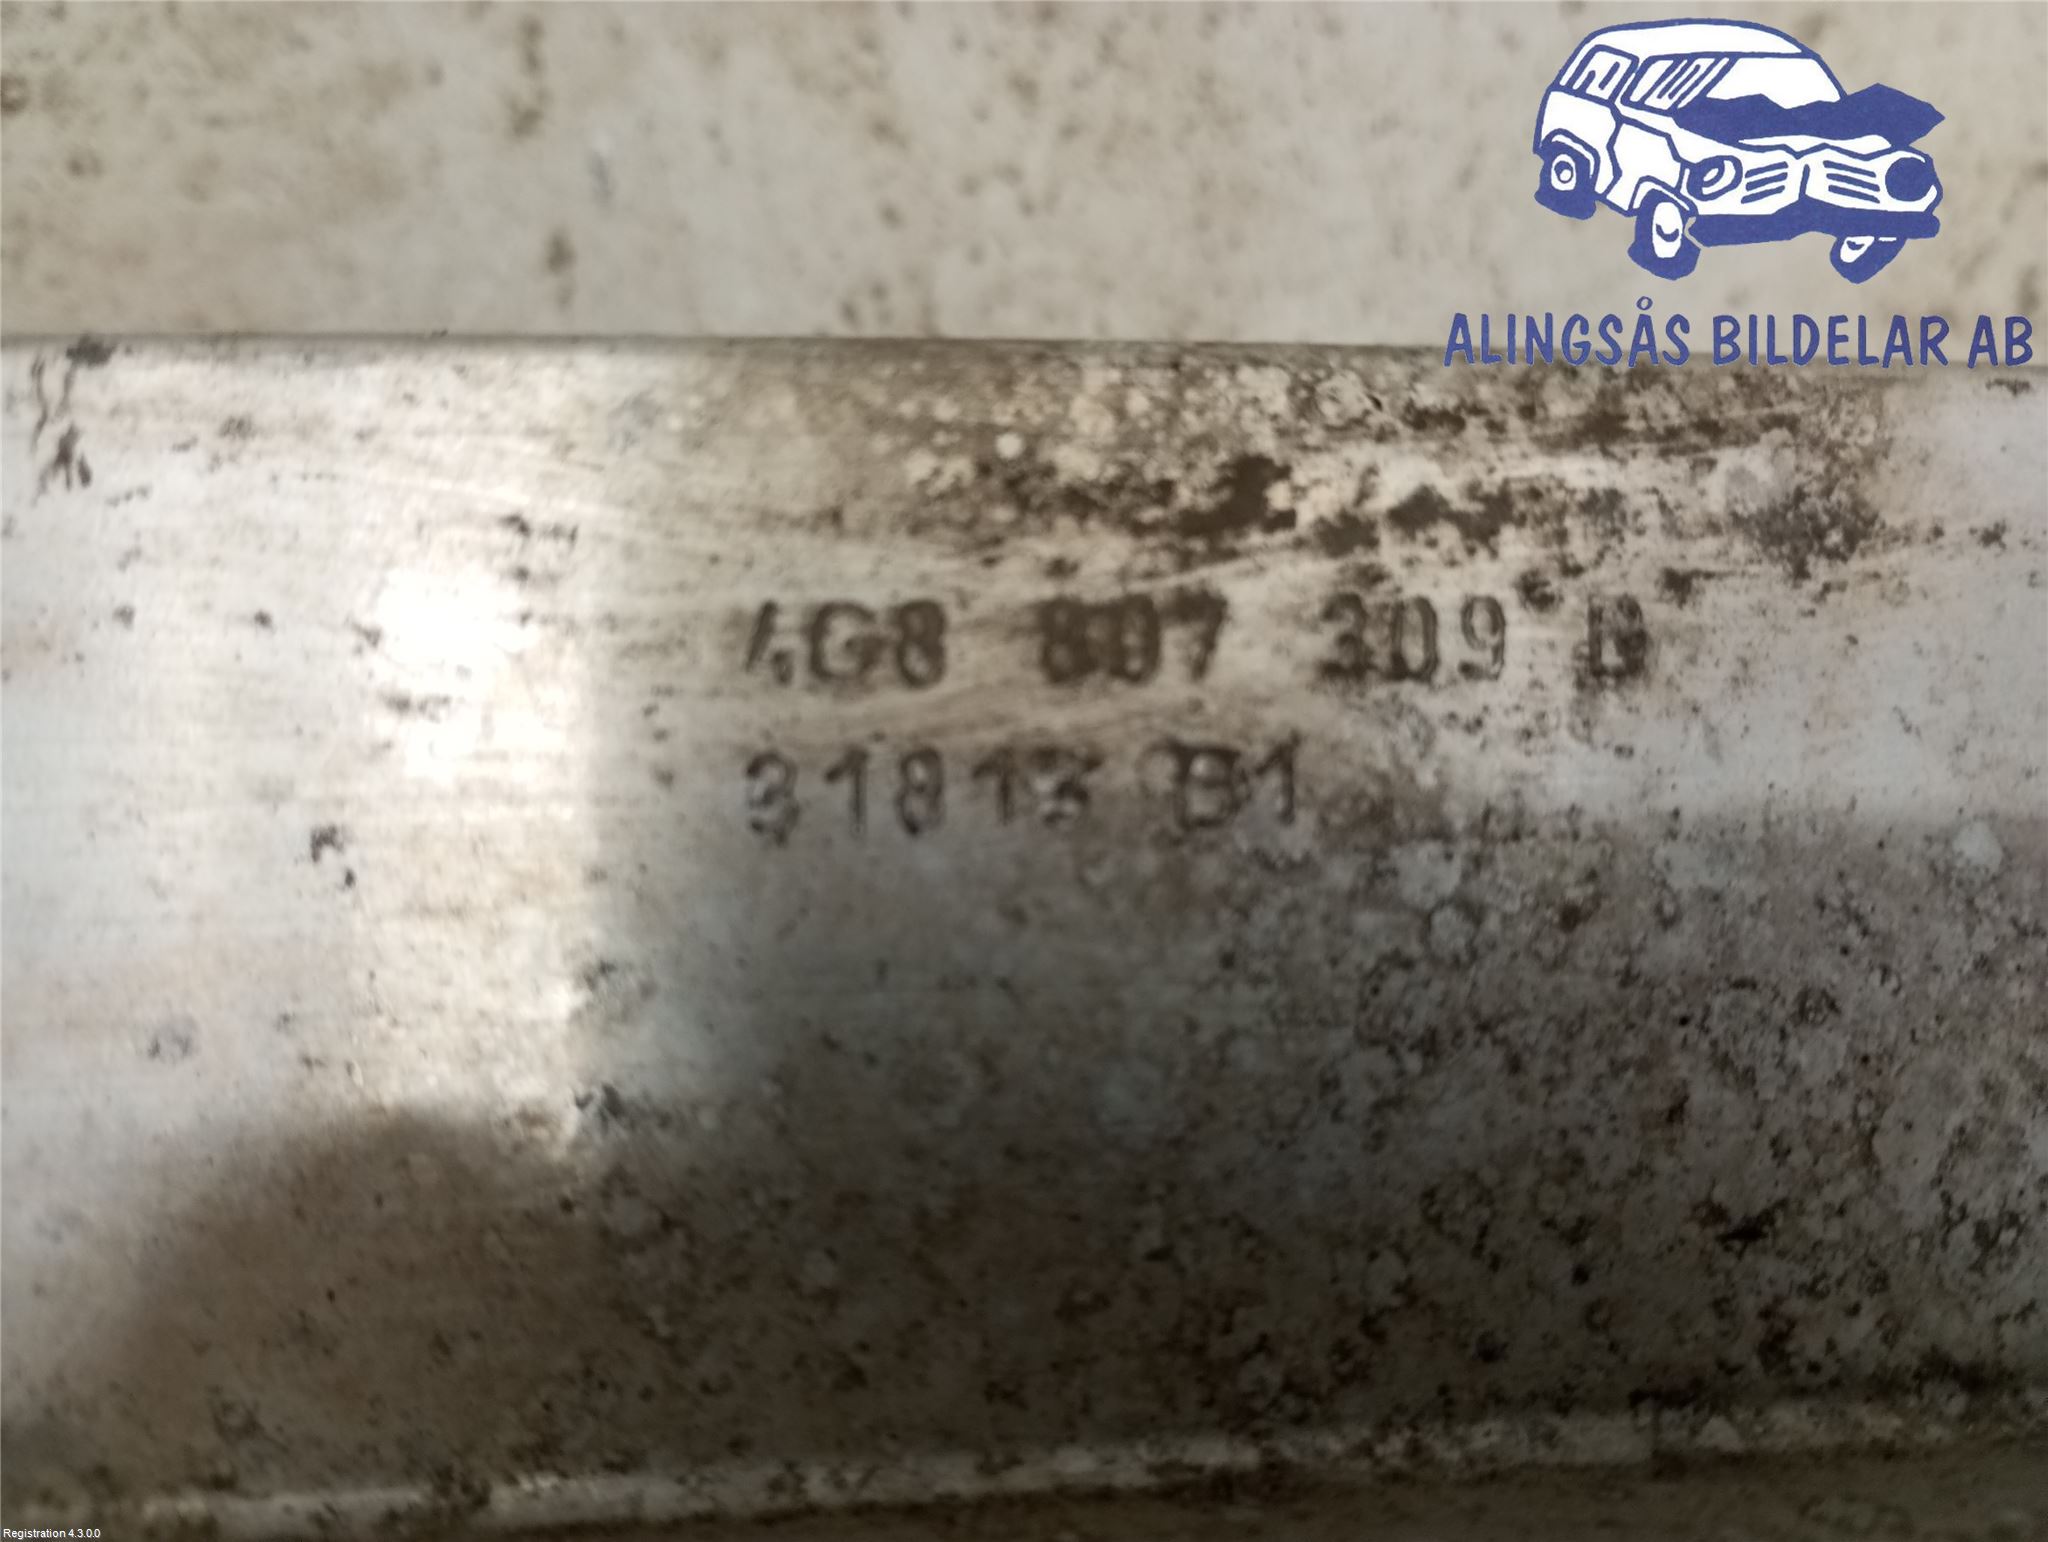 ALINGSÅS BILDELAR AB
4G8 807 309 B
31813 B1
Registration 4.3.0.0